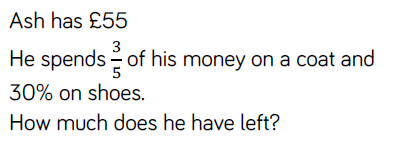 Ash has £55
He spends 3/5 of his money on a coat and
30% on shoes.
How much does he have left?